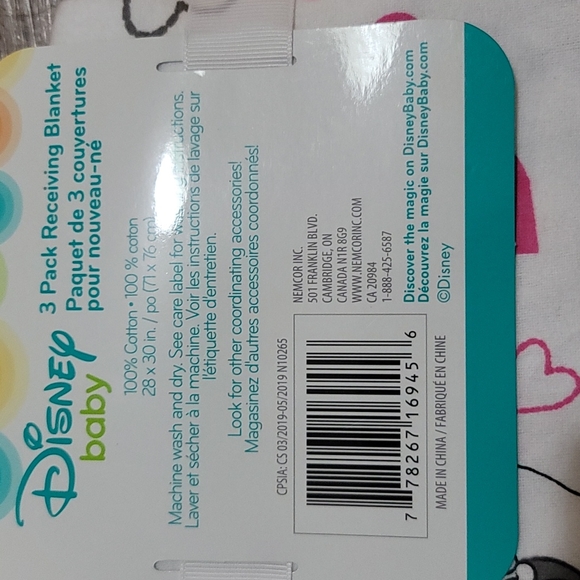 Disney
baby
3 Pack Receiving Blanket
Paquet de 3 couvertures
pour nouveau-né
100% Cotton • 100 % coton
28 x 30 in. / po (71 x 76 cm)
Machine wash and dry. See care label for
Laver et sécher à la machine. Voir les instructions de lavage sur
l'étiquette d'entretien.
Look for other coordinating accessories!
Magasinez d'autres accessoires coordonnés!
CPSIA: CS 03/2019-05/2019 N10265
7 78267 16945 6
MADE IN CHINA / FABRIQUÉ EN CHINE
NEMCOR INC.
501 FRANKLIN BLVD.
CAMBRIDGE, ON
CANADA N1R 8G9
WWW.NEMCORINC.COM
CA 20984
1-888-425-6587
Discover the magic on DisneyBaby.com
Découvrez la magie sur DisneyBaby.com
©Disney